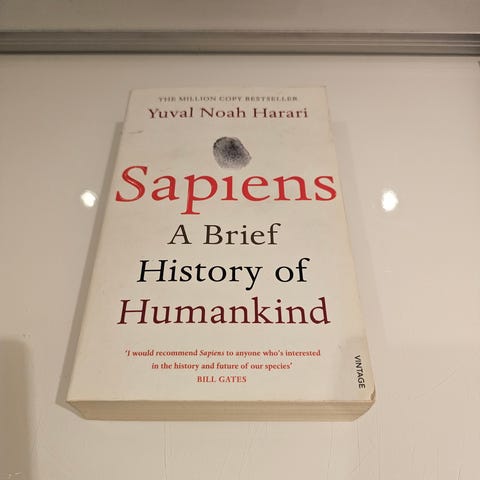 THE MILLION COPY BESTSELLER
Yuval Noah Harari
Sapiens
A Brief
History of
Humankind
'I would recommend Sapiens to anyone who's interested
in the history and future of our species'
BILL GATES
VINTAGE